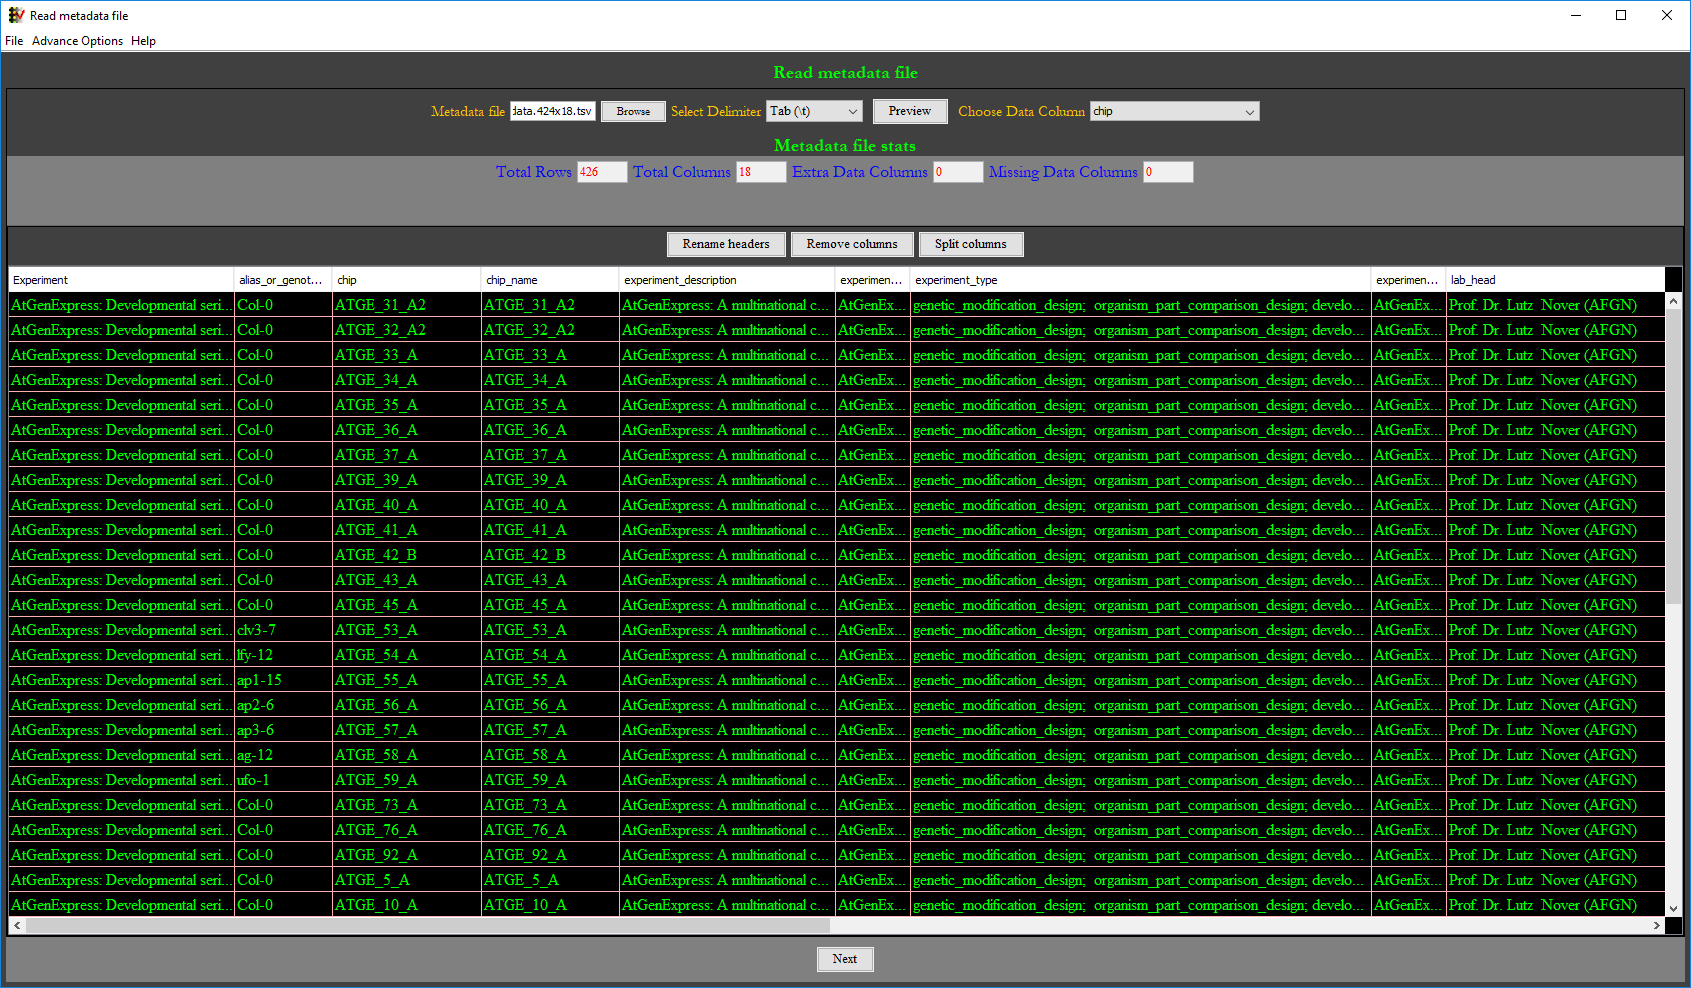 Read metadata file
File Advance Options Help
Read metadata file
Metadata file data.424x18.tsv Browse Select Delimiter Tab (\t) Preview Choose Data Column chip
Metadata file stats
Total Rows 426 Total Columns 18 Extra Data Columns 0 Missing Data Columns 0
Rename headers Remove columns Split columns
Experiment alias_or_genot... chip chip_name experiment_description experimen... experiment_type experimen... lab_head
AtGenExpress: Developmental seri... Col-0 ATGE_31_A2 ATGE_31_A2 AtGenExpress: A multinational c... AtGenEx... genetic_modification_design; organism_part_comparison_design; develo... AtGenEx... Prof. Dr. Lutz Nover (AFGN)
AtGenExpress: Developmental seri... Col-0 ATGE_32_A2 ATGE_32_A2 AtGenExpress: A multinational c... AtGenEx... genetic_modification_design; organism_part_comparison_design; develo... AtGenEx... Prof. Dr. Lutz Nover (AFGN)
AtGenExpress: Developmental seri... Col-0 ATGE_33_A ATGE_33_A AtGenExpress: A multinational c... AtGenEx... genetic_modification_design; organism_part_comparison_design; develo... AtGenEx... Prof. Dr. Lutz Nover (AFGN)
AtGenExpress: Developmental seri... Col-0 ATGE_34_A ATGE_34_A AtGenExpress: A multinational c... AtGenEx... genetic_modification_design; organism_part_comparison_design; develo... AtGenEx... Prof. Dr. Lutz Nover (AFGN)
AtGenExpress: Developmental seri... Col-0 ATGE_35_A ATGE_35_A AtGenExpress: A multinational c... AtGenEx... genetic_modification_design; organism_part_comparison_design; develo... AtGenEx... Prof. Dr. Lutz Nover (AFGN)
AtGenExpress: Developmental seri... Col-0 ATGE_36_A ATGE_36_A AtGenExpress: A multinational c... AtGenEx... genetic_modification_design; organism_part_comparison_design; develo... AtGenEx... Prof. Dr. Lutz Nover (AFGN)
AtGenExpress: Developmental seri... Col-0 ATGE_37_A ATGE_37_A AtGenExpress: A multinational c... AtGenEx... genetic_modification_design; organism_part_comparison_design; develo... AtGenEx... Prof. Dr. Lutz Nover (AFGN)
AtGenExpress: Developmental seri... Col-0 ATGE_39_A ATGE_39_A AtGenExpress: A multinational c... AtGenEx... genetic_modification_design; organism_part_comparison_design; develo... AtGenEx... Prof. Dr. Lutz Nover (AFGN)
AtGenExpress: Developmental seri... Col-0 ATGE_40_A ATGE_40_A AtGenExpress: A multinational c... AtGenEx... genetic_modification_design; organism_part_comparison_design; develo... AtGenEx... Prof. Dr. Lutz Nover (AFGN)
AtGenExpress: Developmental seri... Col-0 ATGE_41_A ATGE_41_A AtGenExpress: A multinational c... AtGenEx... genetic_modification_design; organism_part_comparison_design; develo... AtGenEx... Prof. Dr. Lutz Nover (AFGN)
AtGenExpress: Developmental seri... Col-0 ATGE_42_B ATGE_42_B AtGenExpress: A multinational c... AtGenEx... genetic_modification_design; organism_part_comparison_design; develo... AtGenEx... Prof. Dr. Lutz Nover (AFGN)
AtGenExpress: Developmental seri... Col-0 ATGE_43_A ATGE_43_A AtGenExpress: A multinational c... AtGenEx... genetic_modification_design; organism_part_comparison_design; develo... AtGenEx... Prof. Dr. Lutz Nover (AFGN)
AtGenExpress: Developmental seri... Col-0 ATGE_45_A ATGE_45_A AtGenExpress: A multinational c... AtGenEx... genetic_modification_design; organism_part_comparison_design; develo... AtGenEx... Prof. Dr. Lutz Nover (AFGN)
AtGenExpress: Developmental seri... clv3-7 ATGE_53_A ATGE_53_A AtGenExpress: A multinational c... AtGenEx... genetic_modification_design; organism_part_comparison_design; develo... AtGenEx... Prof. Dr. Lutz Nover (AFGN)
AtGenExpress: Developmental seri... lfy-12 ATGE_54_A ATGE_54_A AtGenExpress: A multinational c... AtGenEx... genetic_modification_design; organism_part_comparison_design; develo... AtGenEx... Prof. Dr. Lutz Nover (AFGN)
AtGenExpress: Developmental seri... ap1-15 ATGE_55_A ATGE_55_A AtGenExpress: A multinational c... AtGenEx... genetic_modification_design; organism_part_comparison_design; develo... AtGenEx... Prof. Dr. Lutz Nover (AFGN)
AtGenExpress: Developmental seri... ap2-6 ATGE_56_A ATGE_56_A AtGenExpress: A multinational c... AtGenEx... genetic_modification_design; organism_part_comparison_design; develo... AtGenEx... Prof. Dr. Lutz Nover (AFGN)
AtGenExpress: Developmental seri... ap3-6 ATGE_57_A ATGE_57_A AtGenExpress: A multinational c... AtGenEx... genetic_modification_design; organism_part_comparison_design; develo... AtGenEx... Prof. Dr. Lutz Nover (AFGN)
AtGenExpress: Developmental seri... ag-12 ATGE_58_A ATGE_58_A AtGenExpress: A multinational c... AtGenEx... genetic_modification_design; organism_part_comparison_design; develo... AtGenEx... Prof. Dr. Lutz Nover (AFGN)
AtGenExpress: Developmental seri... ufo-1 ATGE_59_A ATGE_59_A AtGenExpress: A multinational c... AtGenEx... genetic_modification_design; organism_part_comparison_design; develo... AtGenEx... Prof. Dr. Lutz Nover (AFGN)
AtGenExpress: Developmental seri... Col-0 ATGE_73_A ATGE_73_A AtGenExpress: A multinational c... AtGenEx... genetic_modification_design; organism_part_comparison_design; develo... AtGenEx... Prof. Dr. Lutz Nover (AFGN)
AtGenExpress: Developmental seri... Col-0 ATGE_76_A ATGE_76_A AtGenExpress: A multinational c... AtGenEx... genetic_modification_design; organism_part_comparison_design; develo... AtGenEx... Prof. Dr. Lutz Nover (AFGN)
AtGenExpress: Developmental seri... Col-0 ATGE_92_A ATGE_92_A AtGenExpress: A multinational c... AtGenEx... genetic_modification_design; organism_part_comparison_design; develo... AtGenEx... Prof. Dr. Lutz Nover (AFGN)
AtGenExpress: Developmental seri... Col-0 ATGE_5_A ATGE_5_A AtGenExpress: A multinational c... AtGenEx... genetic_modification_design; organism_part_comparison_design; develo... AtGenEx... Prof. Dr. Lutz Nover (AFGN)
AtGenExpress: Developmental seri... Col-0 ATGE_10_A ATGE_10_A AtGenExpress: A multinational c... AtGenEx... genetic_modification_design; organism_part_comparison_design; develo... AtGenEx... Prof. Dr. Lutz Nover (AFGN)
Next